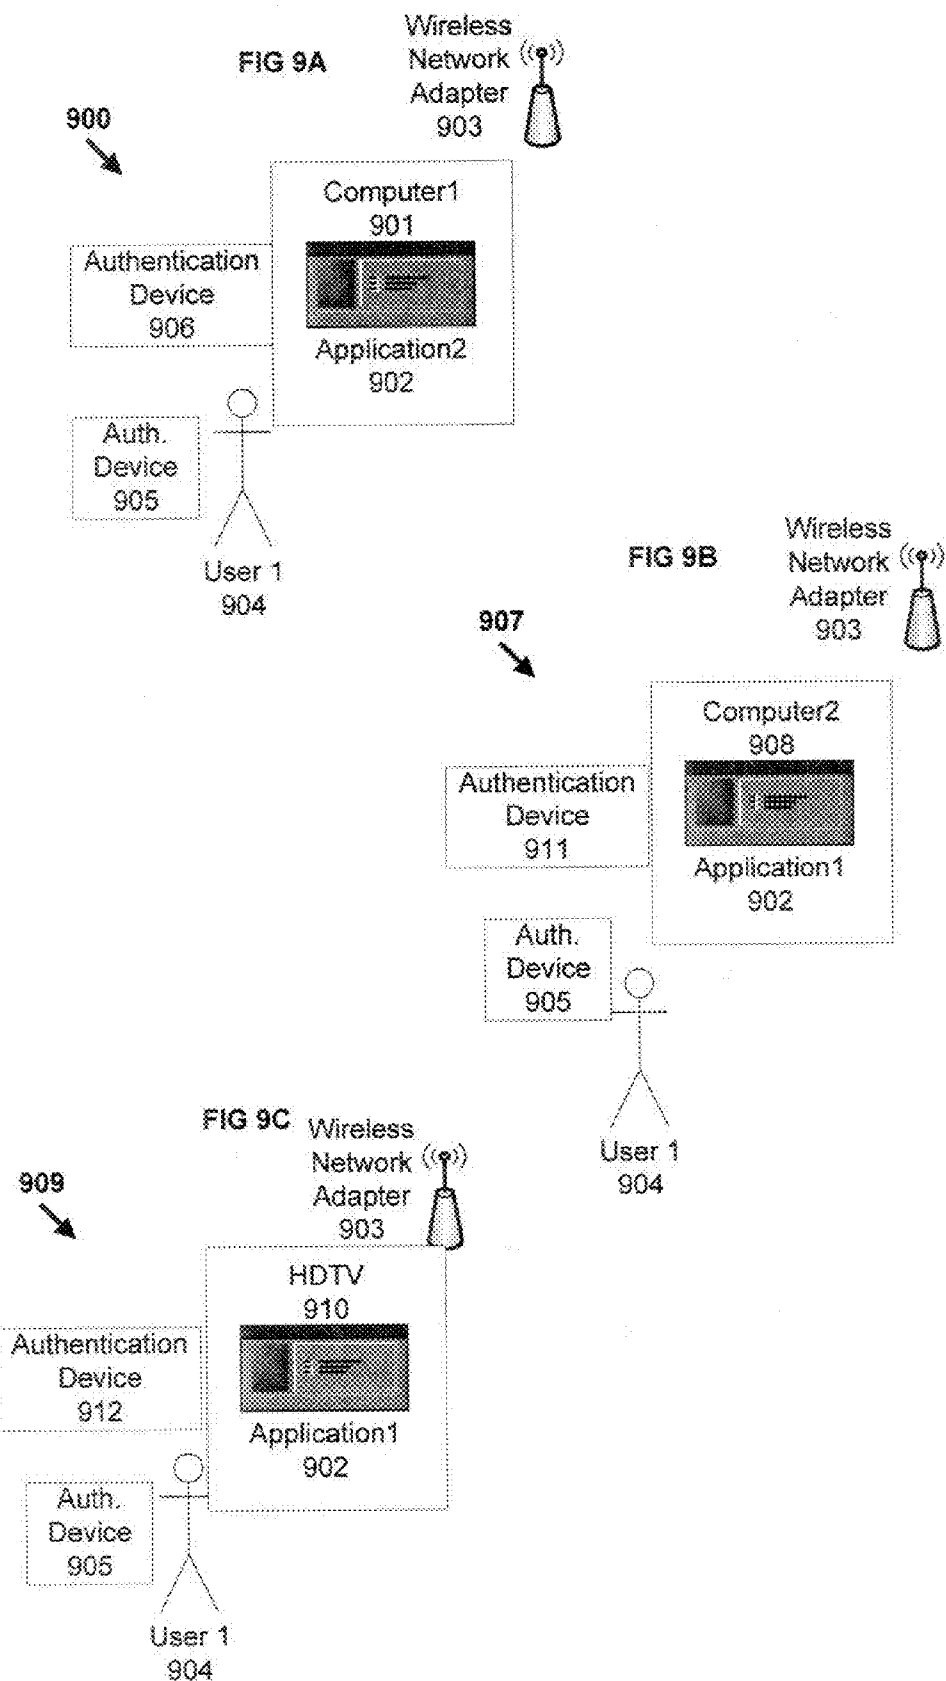 FIG 9A
Wireless
Network
Adapter
903
900
Computer1
901
Authentication
Device
906
Application2
902
Auth.
Device
905
User 1
904
FIG 9B
Wireless
Network
Adapter
903
907
Computer2
908
Authentication
Device
911
Application1
902
Auth.
Device
905
User 1
904
FIG 9C
Wireless
Network
Adapter
903
909
HDTV
910
Authentication
Device
912
Application1
902
Auth.
Device
905
User 1
904